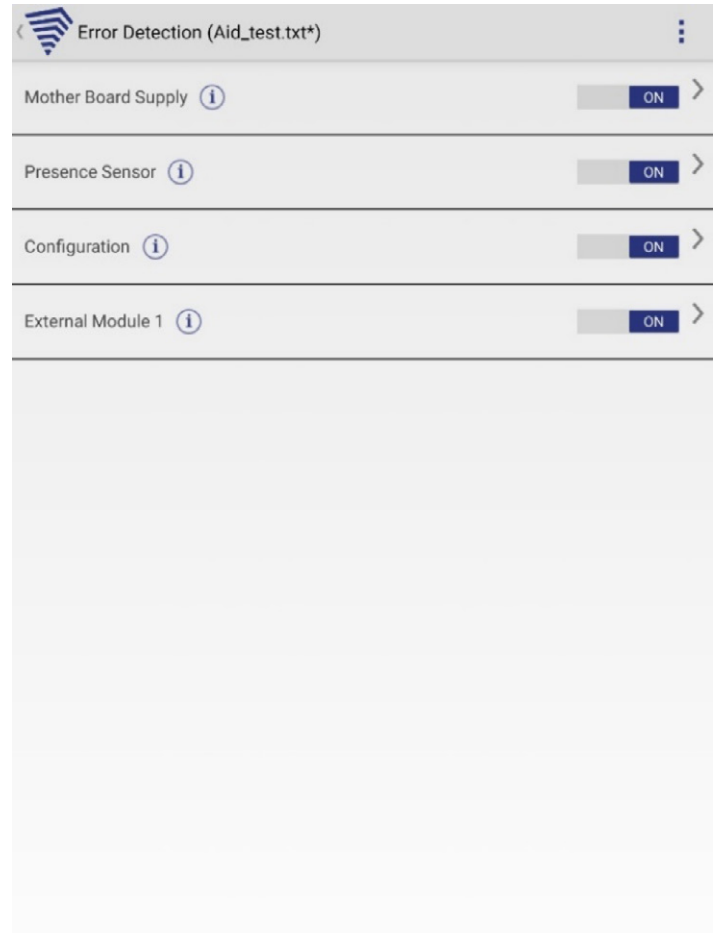 Error Detection (Aid_test.txt*)
Mother Board Supply i ON
Presence Sensor i ON
Configuration i ON
External Module 1 i ON